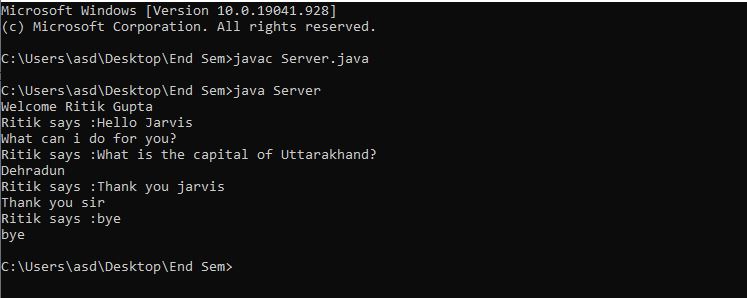 Microsoft Windows [Version 10.0.19041.928]
(c) Microsoft Corporation. All rights reserved.
C:\Users\asd\Desktop\End Sem>javac Server.java
C:\Users\asd\Desktop\End Sem>java Server
Welcome Ritik Gupta
Ritik says :Hello Jarvis
What can i do for you?
Ritik says :What is the capital of Uttarakhand?
Dehradun
Ritik says :Thank you jarvis
Thank you sir
Ritik says :bye
bye
C:\Users\asd\Desktop\End Sem>